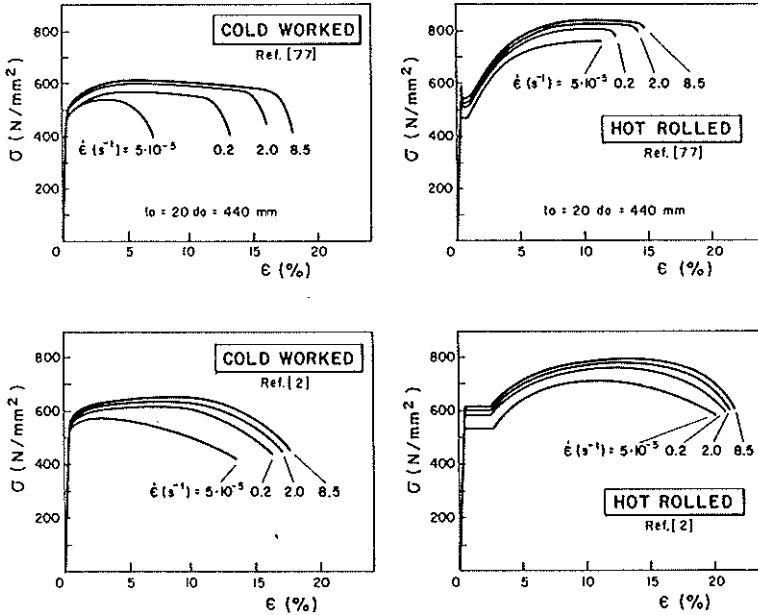 COLD WORKED
Ref. [77]
σ (N/mm²)
800
600
400
200
ε̇ (s⁻¹) = 5·10⁻⁵ 0.2 2.0 8.5
lo = 20 do = 440 mm
0 5 10 15 20
ε (%)
σ (N/mm²)
800
600
400
200
ε̇ (s⁻¹) = 5·10⁻⁵ 0.2 2.0 8.5
HOT ROLLED
Ref. [77]
lo = 20 do = 440 mm
0 5 10 15 20
ε (%)
COLD WORKED
Ref. [2]
σ (N/mm²)
800
600
400
200
ε̇ (s⁻¹) = 5·10⁻⁵ 0.2 2.0 8.5
0 5 10 15 20
ε (%)
σ (N/mm²)
800
600
400
200
ε̇ (s⁻¹) = 5·10⁻⁵ 0.2 2.0 8.5
HOT ROLLED
Ref. [2]
0 5 10 15 20
ε (%)